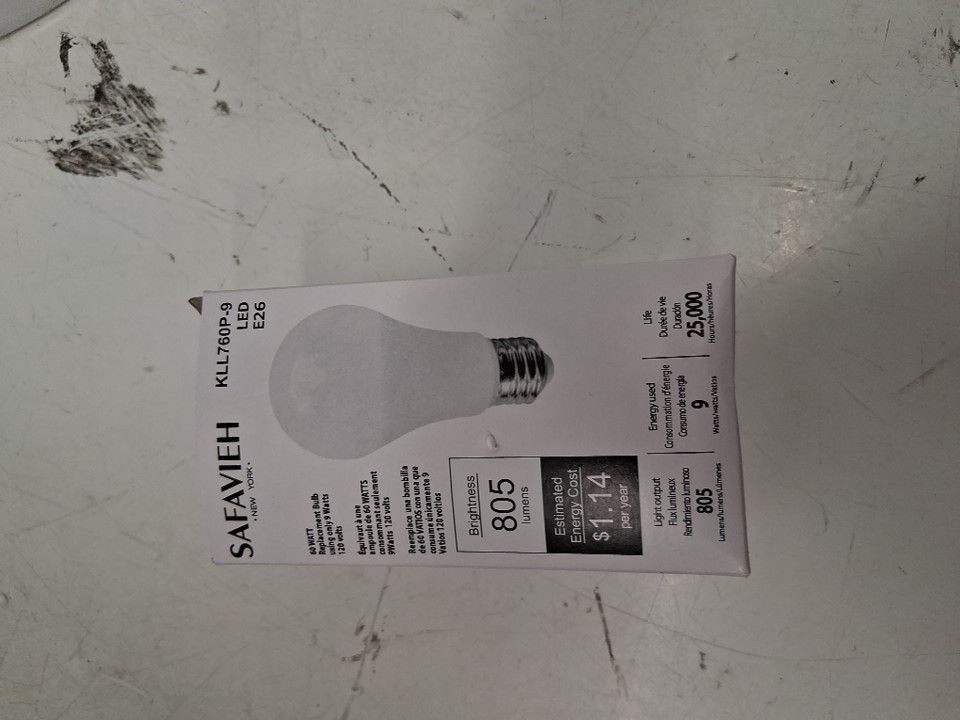 SAFAVIEH
• NEW YORK •
KLL760P-9
LED
E26
60 WATT
Replacement Bulb
using only 9 Watts
120 volts
Équivaut à une
ampoule de 60 WATTS
consommant seulement
9Watts 120 volts
Reemplace una bombilla
de 60 VATIOS con una que
consume únicamente 9
Vatios 120 voltios
Brightness
805
lumens
Estimated
Energy Cost
$1.14
per year
Light output
Flux lumineux
Rendimiento luminoso
805
Lumens/lumens/Lúmenes
Energy used
Consommation d'énergie
Consumo de energía
9
Watts/watts/Vatios
Life
Durée de vie
Duración
25,000
Hours/heures/Horas